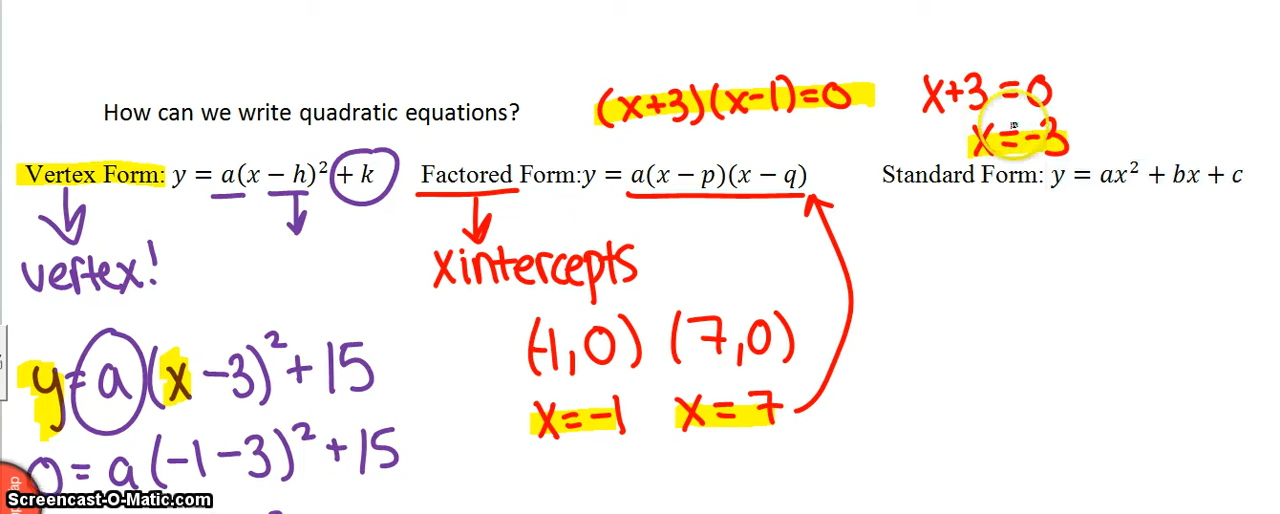 (x+3)(x-1)=0
x+3=0
How can we write quadratic equations?
x=-3
Vertex Form: y = a(x − h)² + k
Factored Form:y = a(x − p)(x − q)
Standard Form: y = ax² + bx + c
vertex!
x intercepts
(-1,0) (7,0)
y=a(x-3)²+15
x=-1 x=7
0=a(-1-3)²+15
Screencast-O-Matic.com